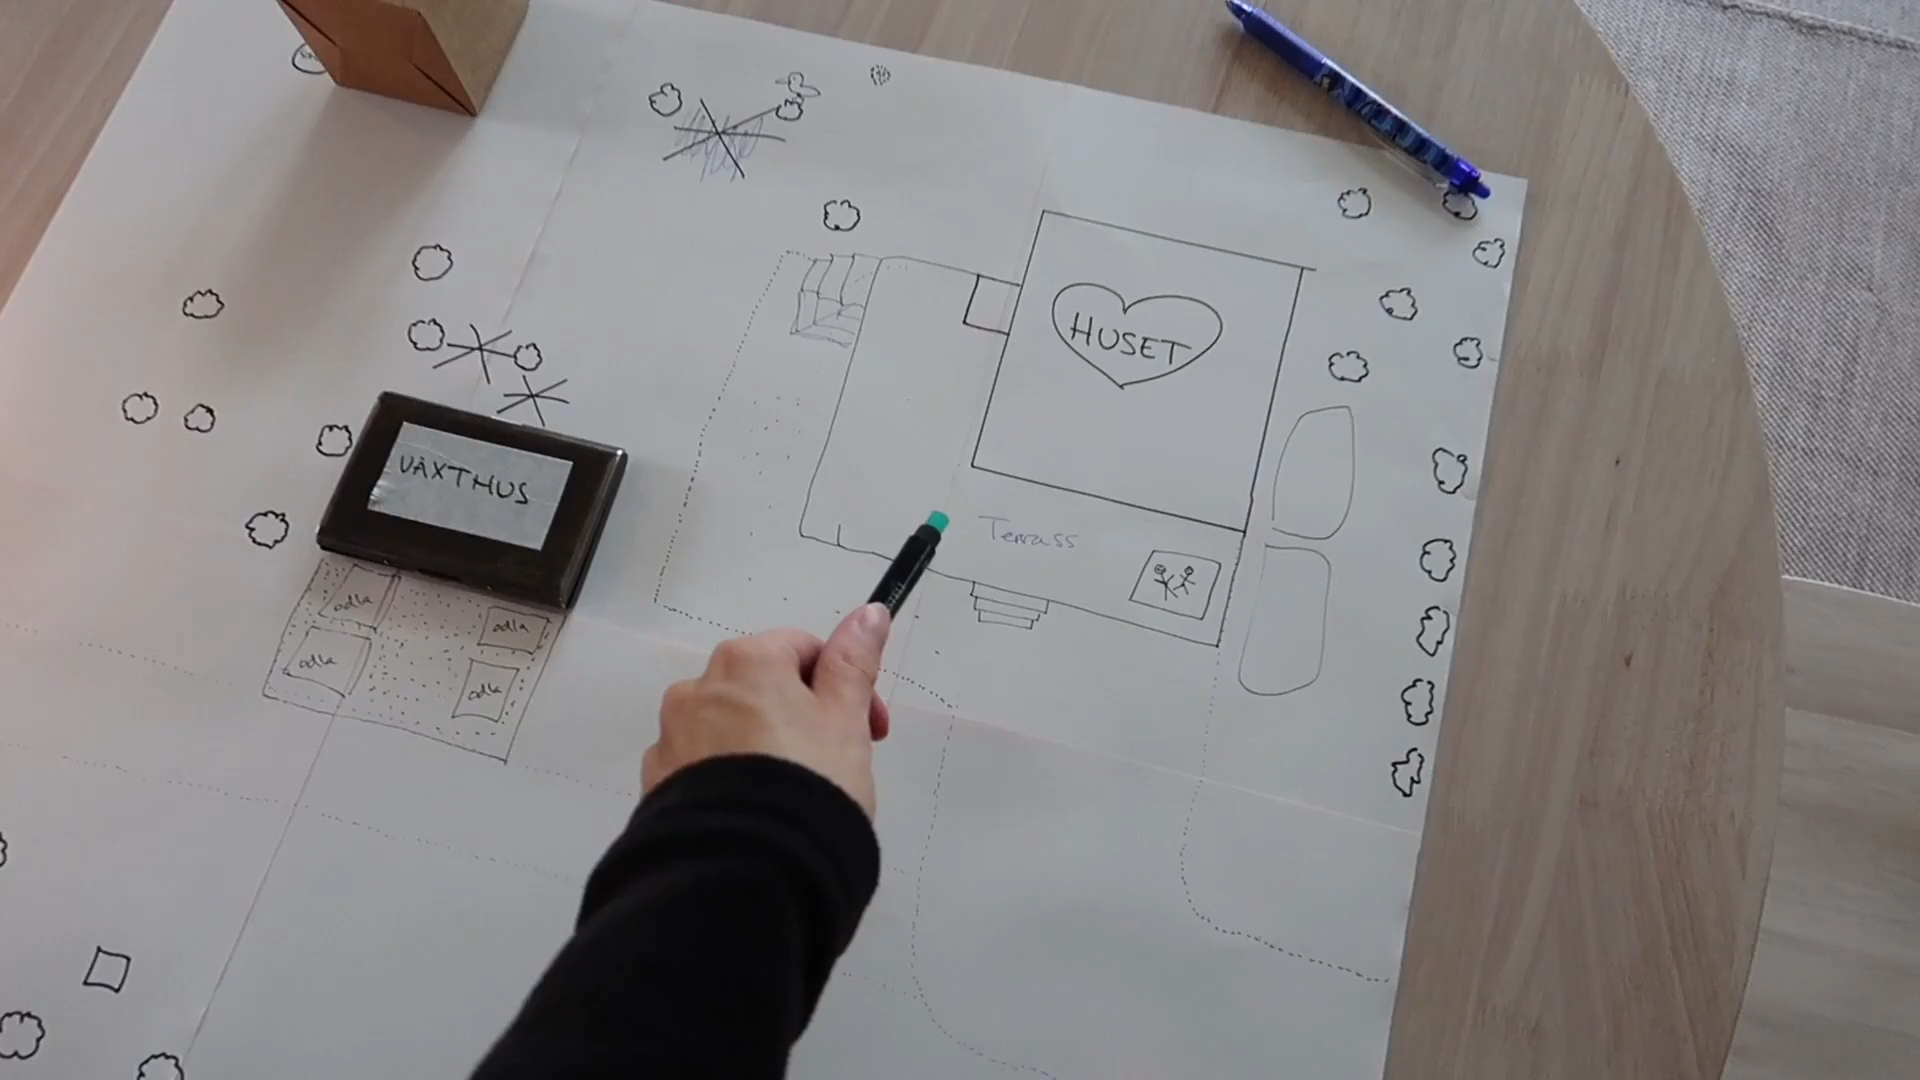 HUSET
VÄXTHUS
Terrass
odla
odla
odla
odla